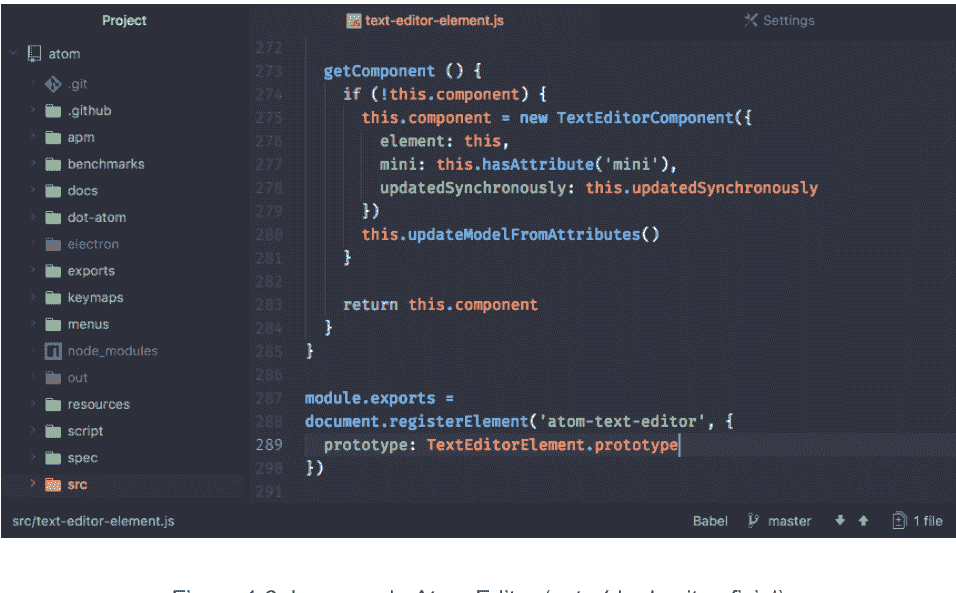 Project
text-editor-element.js
Settings
atom
.git
.github
apm
benchmarks
docs
dot-atom
electron
exports
keymaps
menus
node_modules
out
resources
script
spec
src
272
273 getComponent () {
274 if (!this.component) {
275 this.component = new TextEditorComponent({
276 element: this,
277 mini: this.hasAttribute('mini'),
278 updatedSynchronously: this.updatedSynchronously
279 })
280 this.updateModelFromAttributes()
281 }
282
283 return this.component
284 }
285 }
286
287 module.exports =
288 document.registerElement('atom-text-editor', {
289 prototype: TextEditorElement.prototype
290 })
291
src/text-editor-element.js
Babel
master
1 file